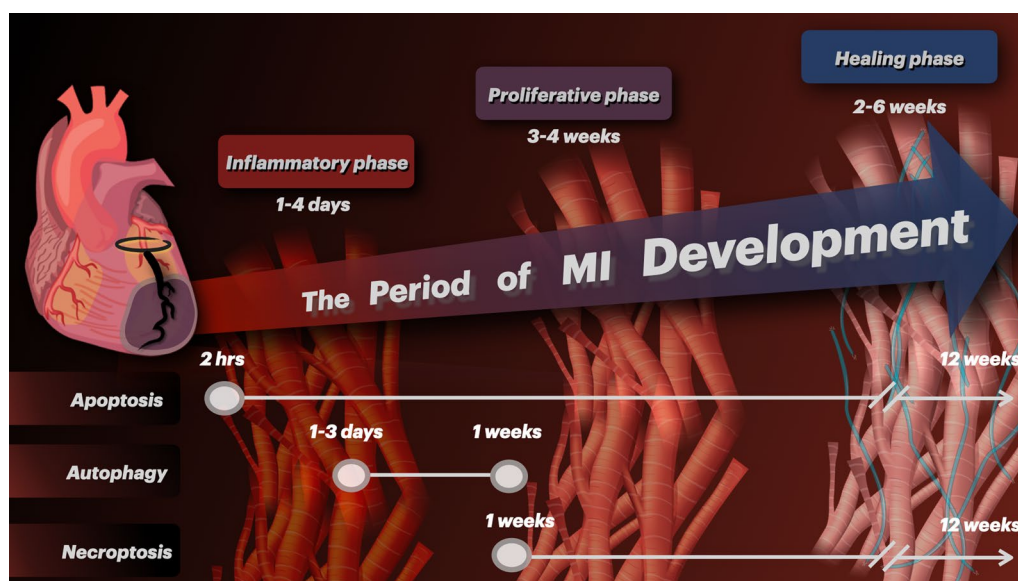 Healing phase
2-6 weeks
Proliferative phase
3-4 weeks
Inflammatory phase
1-4 days
The Period of MI Development
2 hrs
12 weeks
Apoptosis
1-3 days
1 weeks
Autophagy
1 weeks
12 weeks
Necroptosis